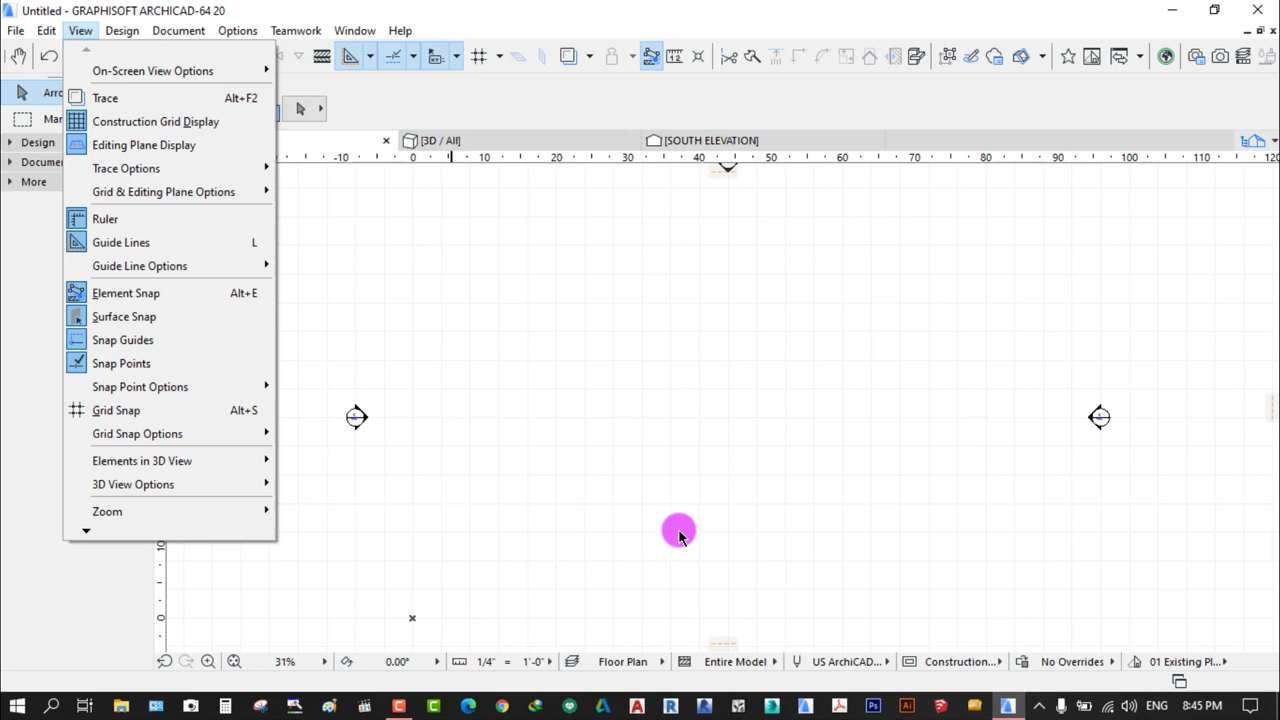 Untitled - GRAPHISOFT ARCHICAD-64 20
File Edit View Design Document Options Teamwork Window Help
On-Screen View Options
Trace Alt+F2
Construction Grid Display
Editing Plane Display
Trace Options
Grid & Editing Plane Options
Ruler
Guide Lines L
Guide Line Options
Element Snap Alt+E
Surface Snap
Snap Guides
Snap Points
Snap Point Options
Grid Snap Alt+S
Grid Snap Options
Elements in 3D View
3D View Options
Zoom
Design
More
[3D / All] [SOUTH ELEVATION]
-10 0 10 20 30 40 50 60 70 80 90 100 110 120
0
31% 0.00° 1/4" = 1'-0" Floor Plan Entire Model US ArchiCAD... Construction... No Overrides 01 Existing Pl...
ENG 8:45 PM